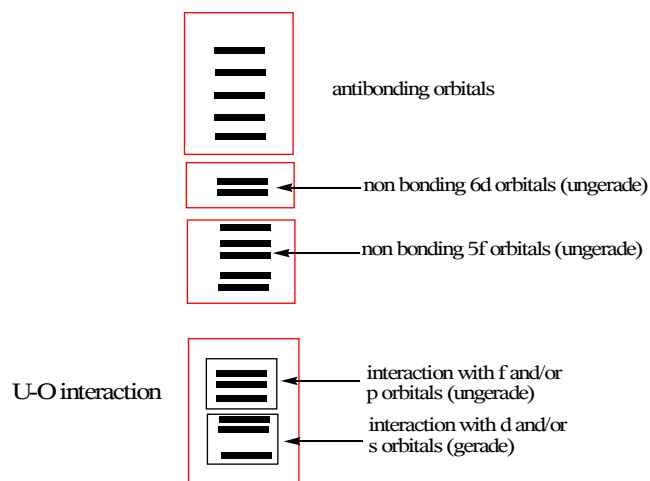 antibonding orbitals
non bonding 6d orbitals (ungerade)
non bonding 5f orbitals (ungerade)
U-O interaction
interaction with f and/or
p orbitals (ungerade)
interaction with d and/or
s orbitals (gerade)